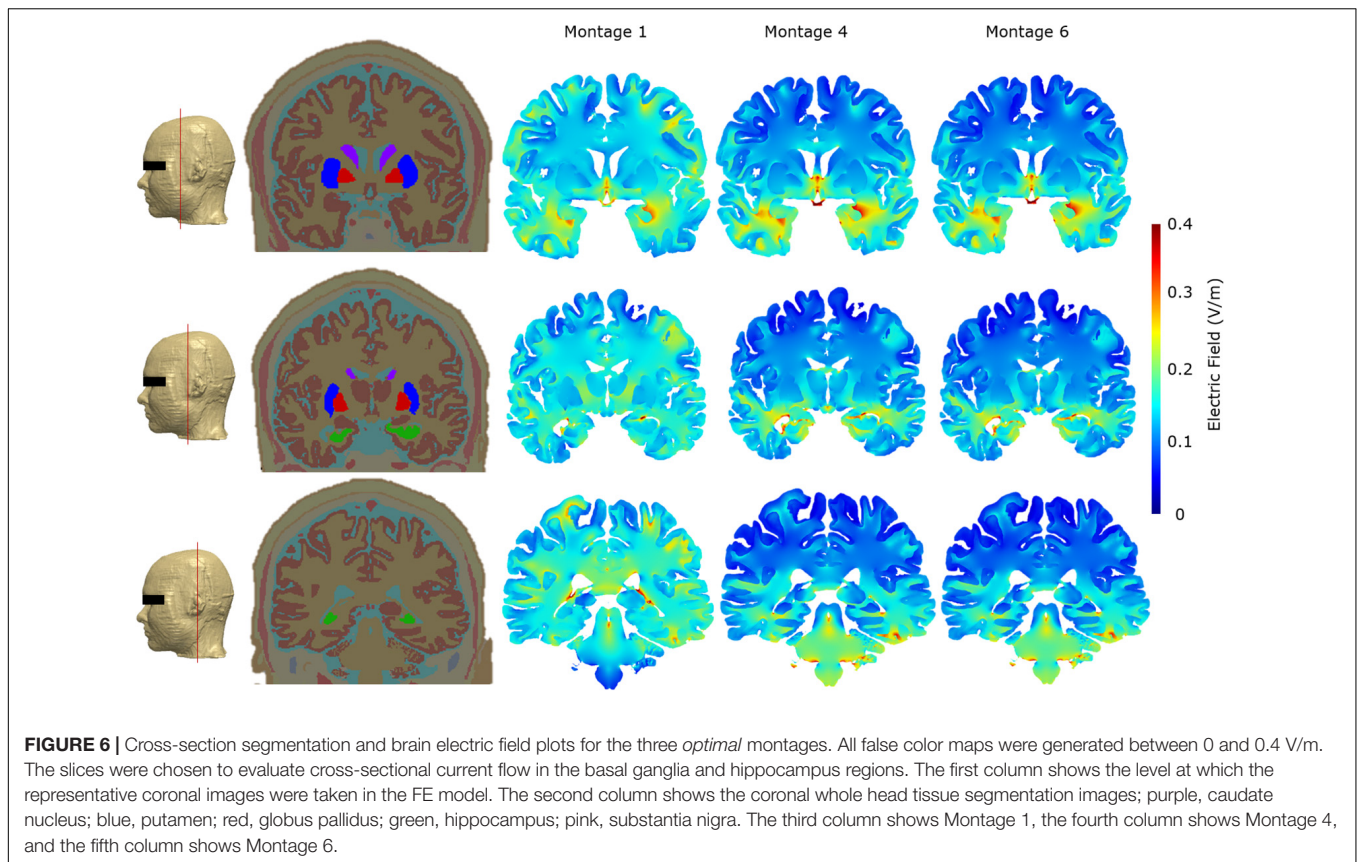 Montage 1
Montage 4
Montage 6
0.4
0.3
0.2
0.1
0
Electric Field (V/m)
FIGURE 6 | Cross-section segmentation and brain electric field plots for the three optimal montages. All false color maps were generated between 0 and 0.4 V/m.
The slices were chosen to evaluate cross-sectional current flow in the basal ganglia and hippocampus regions. The first column shows the level at which the
representative coronal images were taken in the FE model. The second column shows the coronal whole head tissue segmentation images; purple, caudate
nucleus; blue, putamen; red, globus pallidus; green, hippocampus; pink, substantia nigra. The third column shows Montage 1, the fourth column shows Montage 4,
and the fifth column shows Montage 6.